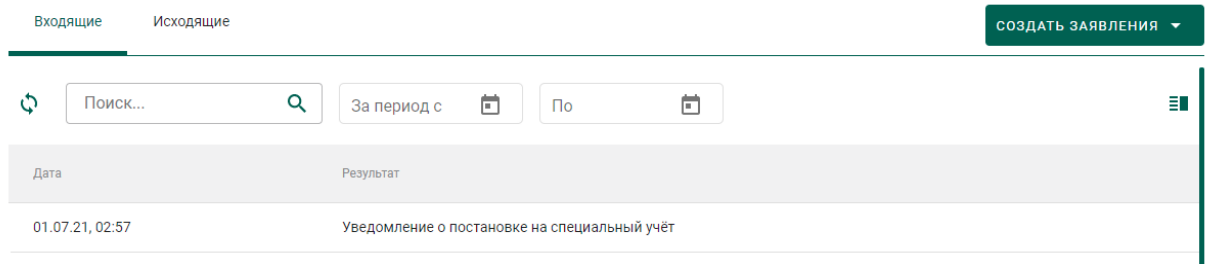 Входящие Исходящие СОЗДАТЬ ЗАЯВЛЕНИЯ
Поиск... За период с По
Дата Результат
01.07.21, 02:57 Уведомление о постановке на специальный учёт